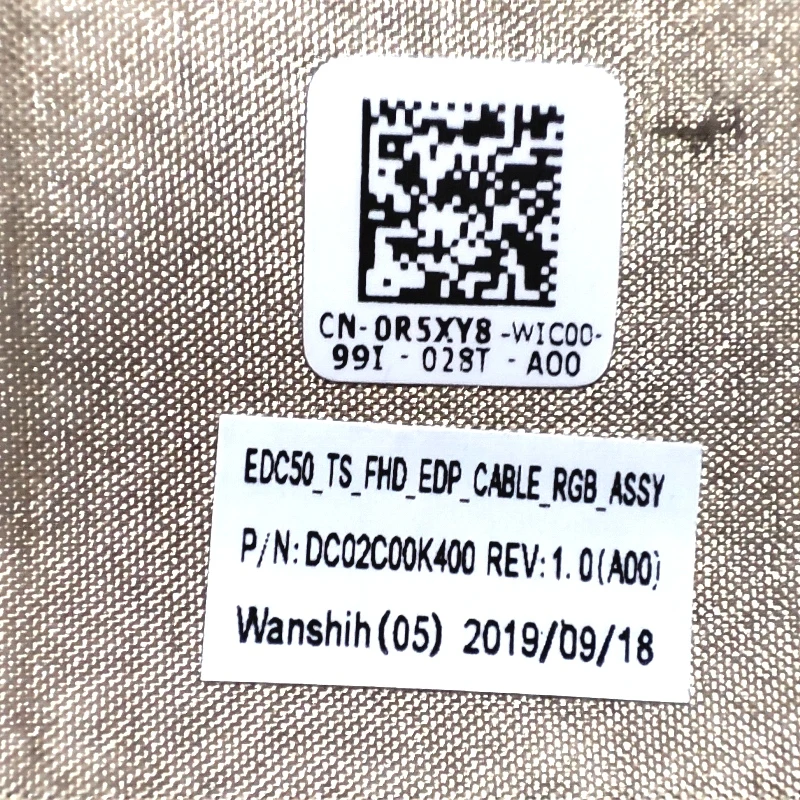 CN-0R5XY8-WIC00-
99I-028T-A00
EDC50_TS_FHD_EDP_CABLE_RGB_ASSY
P/N:DC02C00K400 REV:1.0(A00)
Wanshih(05) 2019/09/18